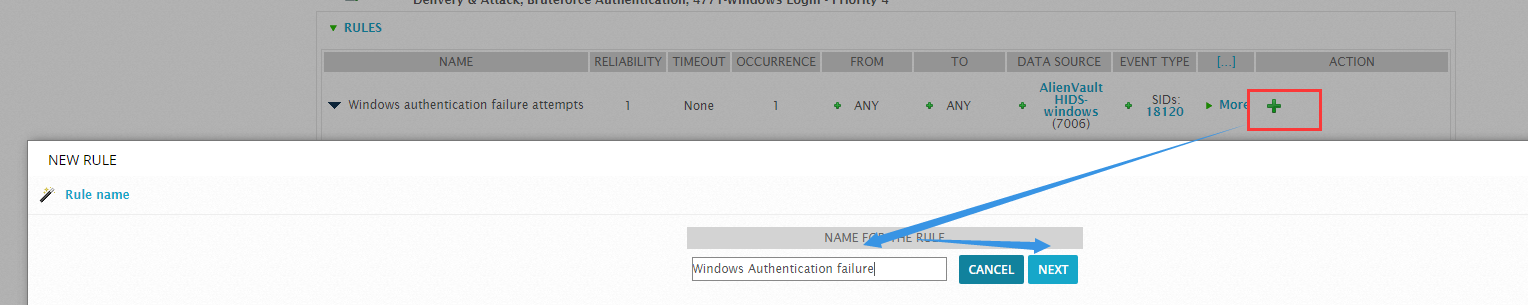 Delivery & Attack, Bruteforce Authentication, 4771-Windows Login - Priority 4
RULES
NAME RELIABILITY TIMEOUT OCCURRENCE FROM TO DATA SOURCE EVENT TYPE [...] ACTION
Windows authentication failure attempts 1 None 1 ANY ANY AlienVault HIDS-windows (7006) SIDs: 18120 More
NEW RULE
Rule name
NAME FOR THE RULE
Windows Authentication failure CANCEL NEXT